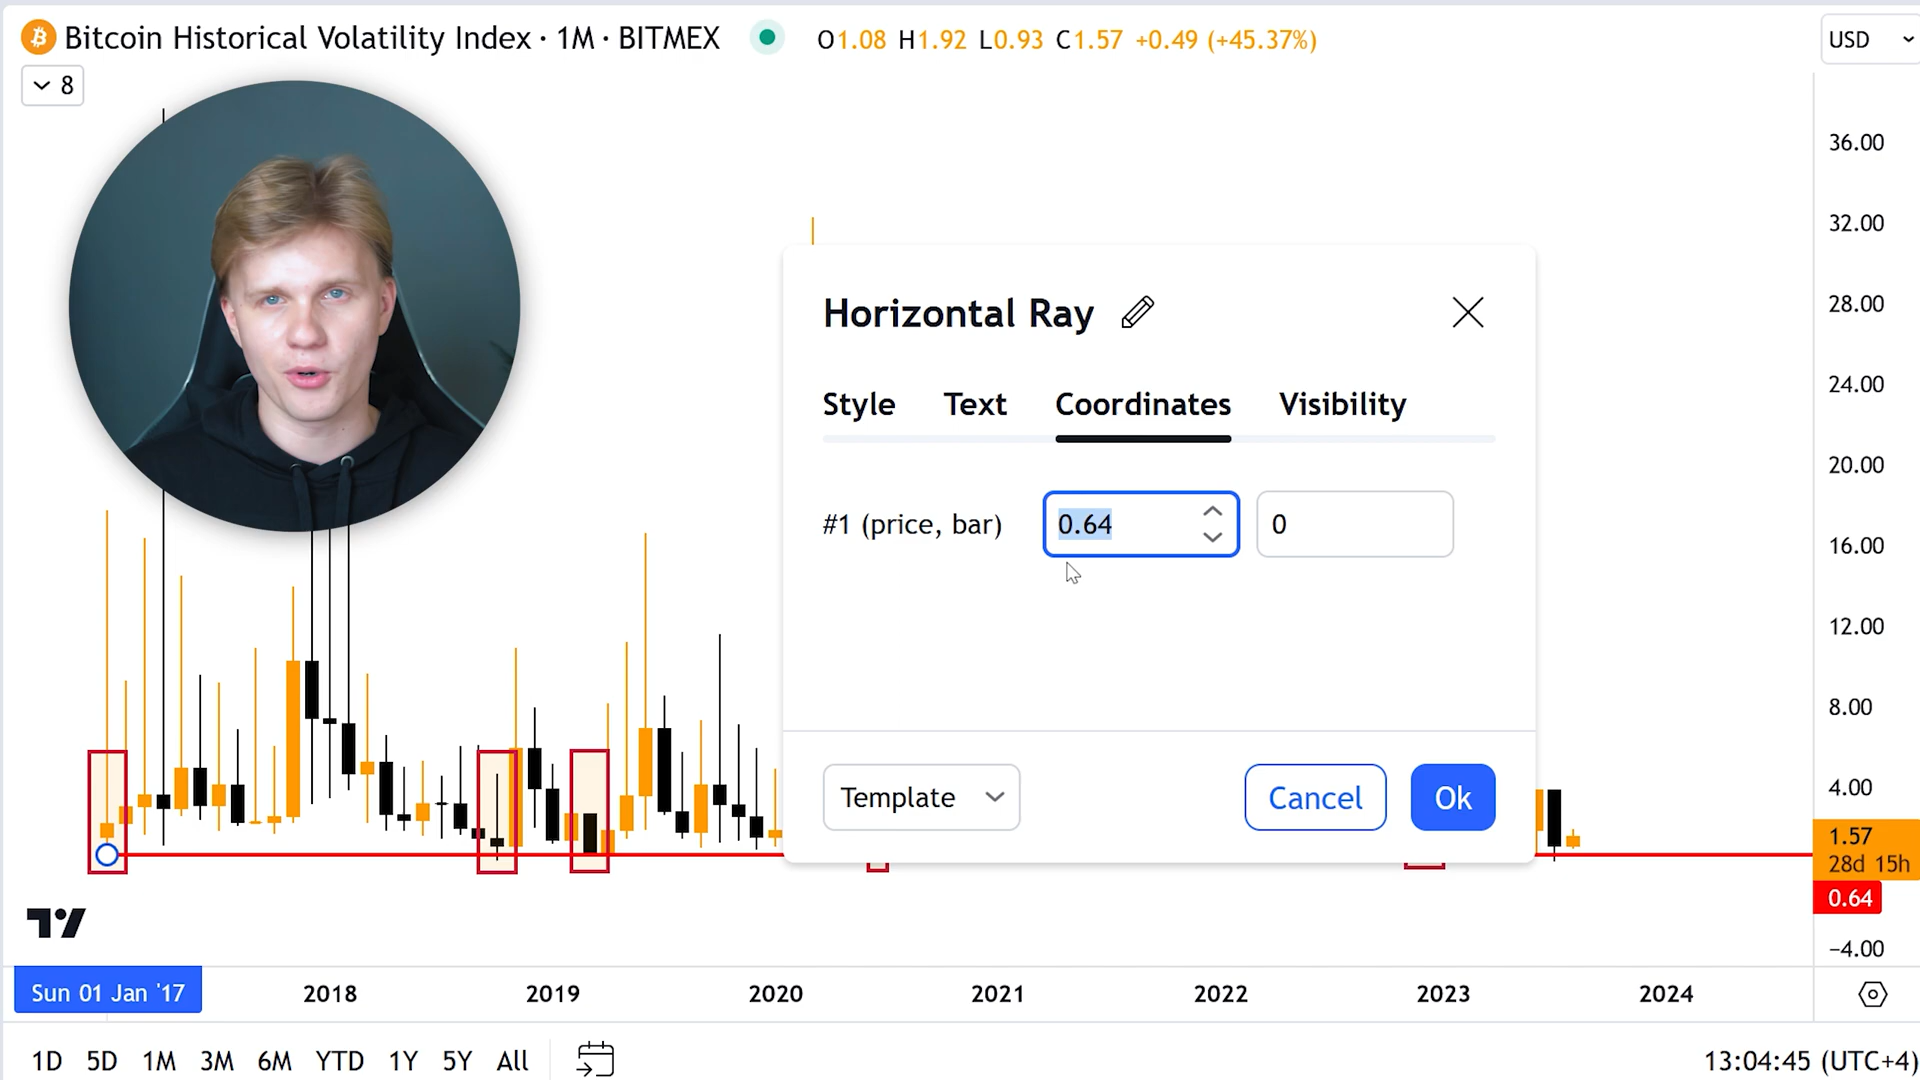 Bitcoin Historical Volatility Index · 1M · BITMEX
O1.08 H1.92 L0.93 C1.57 +0.49 (+45.37%)
USD
8
36.00
32.00
28.00
24.00
20.00
16.00
12.00
8.00
4.00
1.57
28d 15h
0.64
−4.00
Horizontal Ray
Style Text Coordinates Visibility
#1 (price, bar) 0.64 0
Template Cancel Ok
Sun 01 Jan '17 2018 2019 2020 2021 2022 2023 2024
1D 5D 1M 3M 6M YTD 1Y 5Y All
13:04:45 (UTC+4)